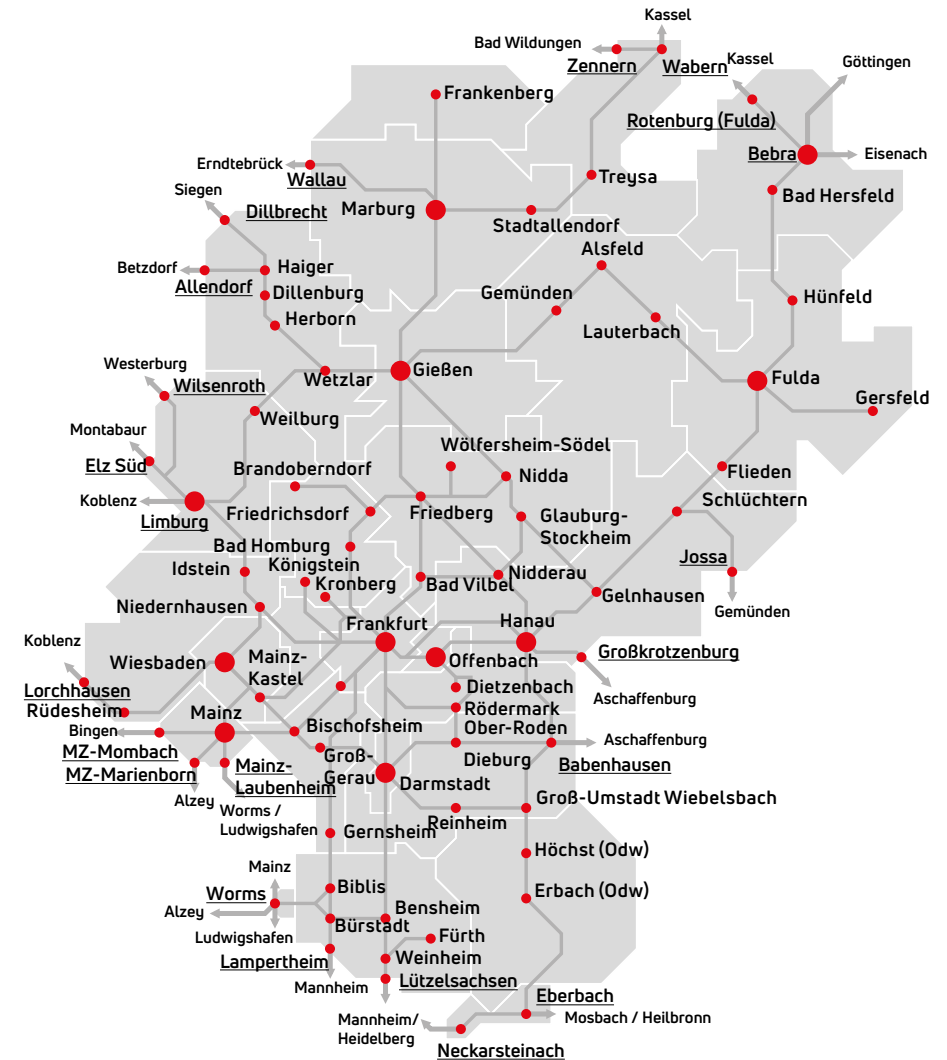 Kassel
Bad Wildungen
Zennern
Wabern
Kassel
Göttingen
Frankenberg
Rotenburg (Fulda)
Bebra
Eisenach
Erndtebrück
Wallau
Treysa
Siegen
Bad Hersfeld
Marburg
Dillbrecht
Stadtallendorf
Alsfeld
Betzdorf
Haiger
Allendorf
Dillenburg
Gemünden
Hünfeld
Herborn
Lauterbach
Westerburg
Wetzlar
Gießen
Fulda
Wilsenroth
Gersfeld
Weilburg
Montabaur
Wölfersheim-Södel
Elz Süd
Brandoberndorf
Nidda
Flieden
Koblenz
Schlüchtern
Limburg
Friedrichsdorf
Friedberg
Glauburg-
Stockheim
Bad Homburg
Jossa
Idstein
Königstein
Kronberg
Bad Vilbel
Nidderau
Gelnhausen
Gemünden
Niedernhausen
Frankfurt
Hanau
Koblenz
Wiesbaden
Mainz-
Kastel
Offenbach
Großkrotzenburg
Lorchhausen
Rüdesheim
Dietzenbach
Aschaffenburg
Mainz
Rödermark
Ober-Roden
Bingen
Bischofsheim
Aschaffenburg
MZ-Mombach
Groß-
Gerau
Dieburg
Babenhausen
MZ-Marienborn
Mainz-
Laubenheim
Darmstadt
Alzey
Worms /
Ludwigshafen
Groß-Umstadt Wiebelsbach
Reinheim
Gernsheim
Höchst (Odw)
Mainz
Biblis
Erbach (Odw)
Worms
Alzey
Bensheim
Bürstadt
Ludwigshafen
Fürth
Lampertheim
Weinheim
Mannheim
Lützelsachsen
Eberbach
Mannheim/
Heidelberg
Mosbach / Heilbronn
Neckarsteinach